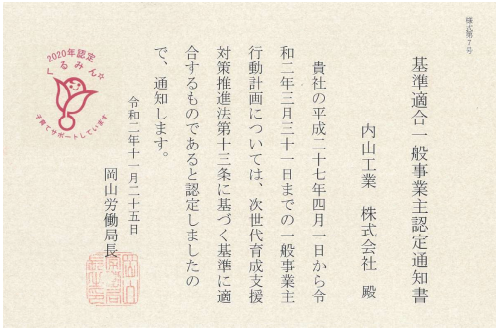 様式第7号
基準適合一般事業主認定通知書
内山工業 株式会社 殿
貴社の平成二十七年四月一日から令
和二年三月三十一日までの一般事業主
行動計画については、次世代育成支援
対策推進法第十三条に基づく基準に適
合するものであると認定しましたの
で、通知します。
令和二年十一月二十五日
岡山労働局長
2020年認定
くるみん
子育てサポートしています